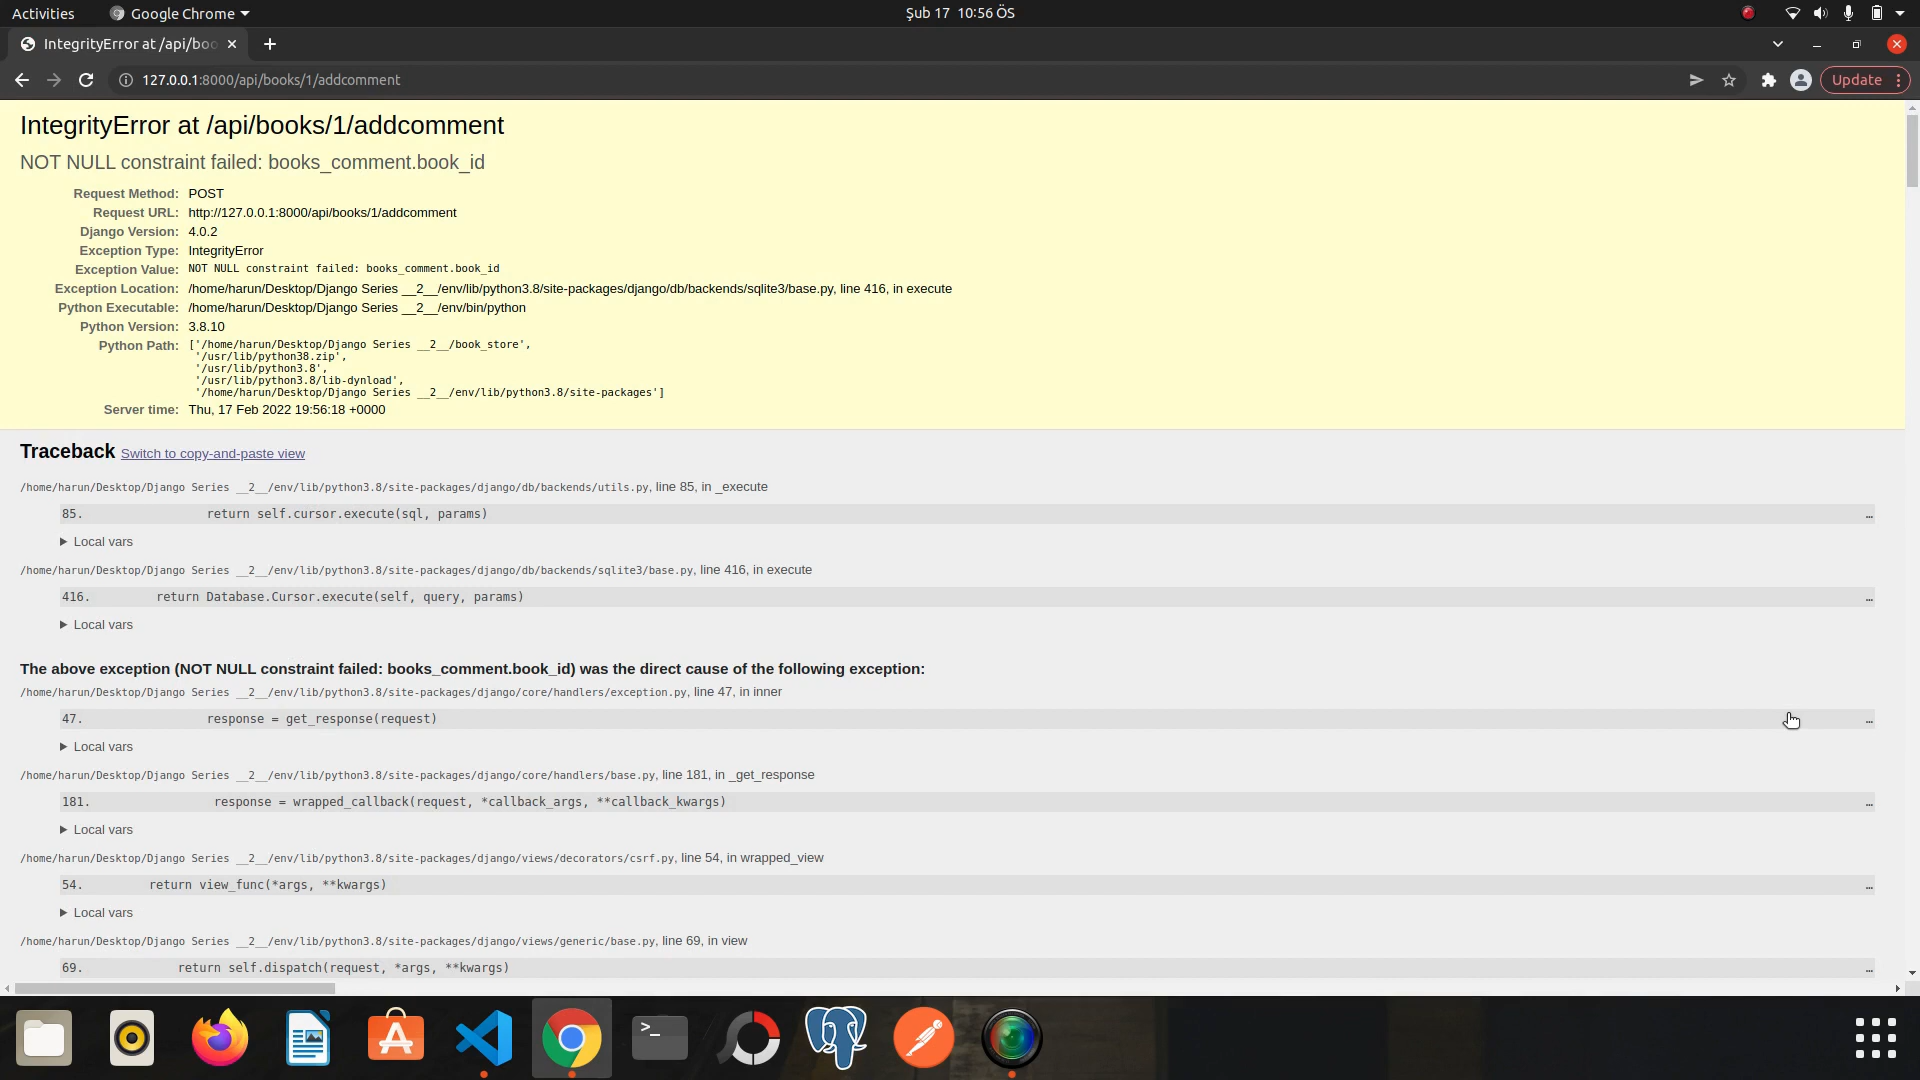 Activities
Google Chrome
Şub 17 10:56 ÖS
IntegrityError at /api/boo
127.0.0.1:8000/api/books/1/addcomment
Update
IntegrityError at /api/books/1/addcomment
NOT NULL constraint failed: books_comment.book_id
Request Method: POST
Request URL: http://127.0.0.1:8000/api/books/1/addcomment
Django Version: 4.0.2
Exception Type: IntegrityError
Exception Value: NOT NULL constraint failed: books_comment.book_id
Exception Location: /home/harun/Desktop/Django Series __2__/env/lib/python3.8/site-packages/django/db/backends/sqlite3/base.py, line 416, in execute
Python Executable: /home/harun/Desktop/Django Series __2__/env/bin/python
Python Version: 3.8.10
Python Path: ['/home/harun/Desktop/Django Series __2__/book_store',
'/usr/lib/python38.zip',
'/usr/lib/python3.8',
'/usr/lib/python3.8/lib-dynload',
'/home/harun/Desktop/Django Series __2__/env/lib/python3.8/site-packages']
Server time: Thu, 17 Feb 2022 19:56:18 +0000
Traceback Switch to copy-and-paste view
/home/harun/Desktop/Django Series __2__/env/lib/python3.8/site-packages/django/db/backends/utils.py, line 85, in _execute
85. return self.cursor.execute(sql, params) …
Local vars
/home/harun/Desktop/Django Series __2__/env/lib/python3.8/site-packages/django/db/backends/sqlite3/base.py, line 416, in execute
416. return Database.Cursor.execute(self, query, params) …
Local vars
The above exception (NOT NULL constraint failed: books_comment.book_id) was the direct cause of the following exception:
/home/harun/Desktop/Django Series __2__/env/lib/python3.8/site-packages/django/core/handlers/exception.py, line 47, in inner
47. response = get_response(request) …
Local vars
/home/harun/Desktop/Django Series __2__/env/lib/python3.8/site-packages/django/core/handlers/base.py, line 181, in _get_response
181. response = wrapped_callback(request, *callback_args, **callback_kwargs) …
Local vars
/home/harun/Desktop/Django Series __2__/env/lib/python3.8/site-packages/django/views/decorators/csrf.py, line 54, in wrapped_view
54. return view_func(*args, **kwargs) …
Local vars
/home/harun/Desktop/Django Series __2__/env/lib/python3.8/site-packages/django/views/generic/base.py, line 69, in view
69. return self.dispatch(request, *args, **kwargs) …